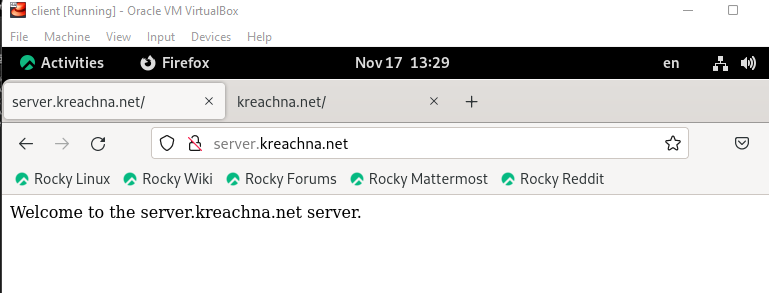 client [Running] - Oracle VM VirtualBox
File Machine View Input Devices Help
Activities Firefox Nov 17 13:29 en
server.kreachna.net/ kreachna.net/
server.kreachna.net
Rocky Linux Rocky Wiki Rocky Forums Rocky Mattermost Rocky Reddit
Welcome to the server.kreachna.net server.